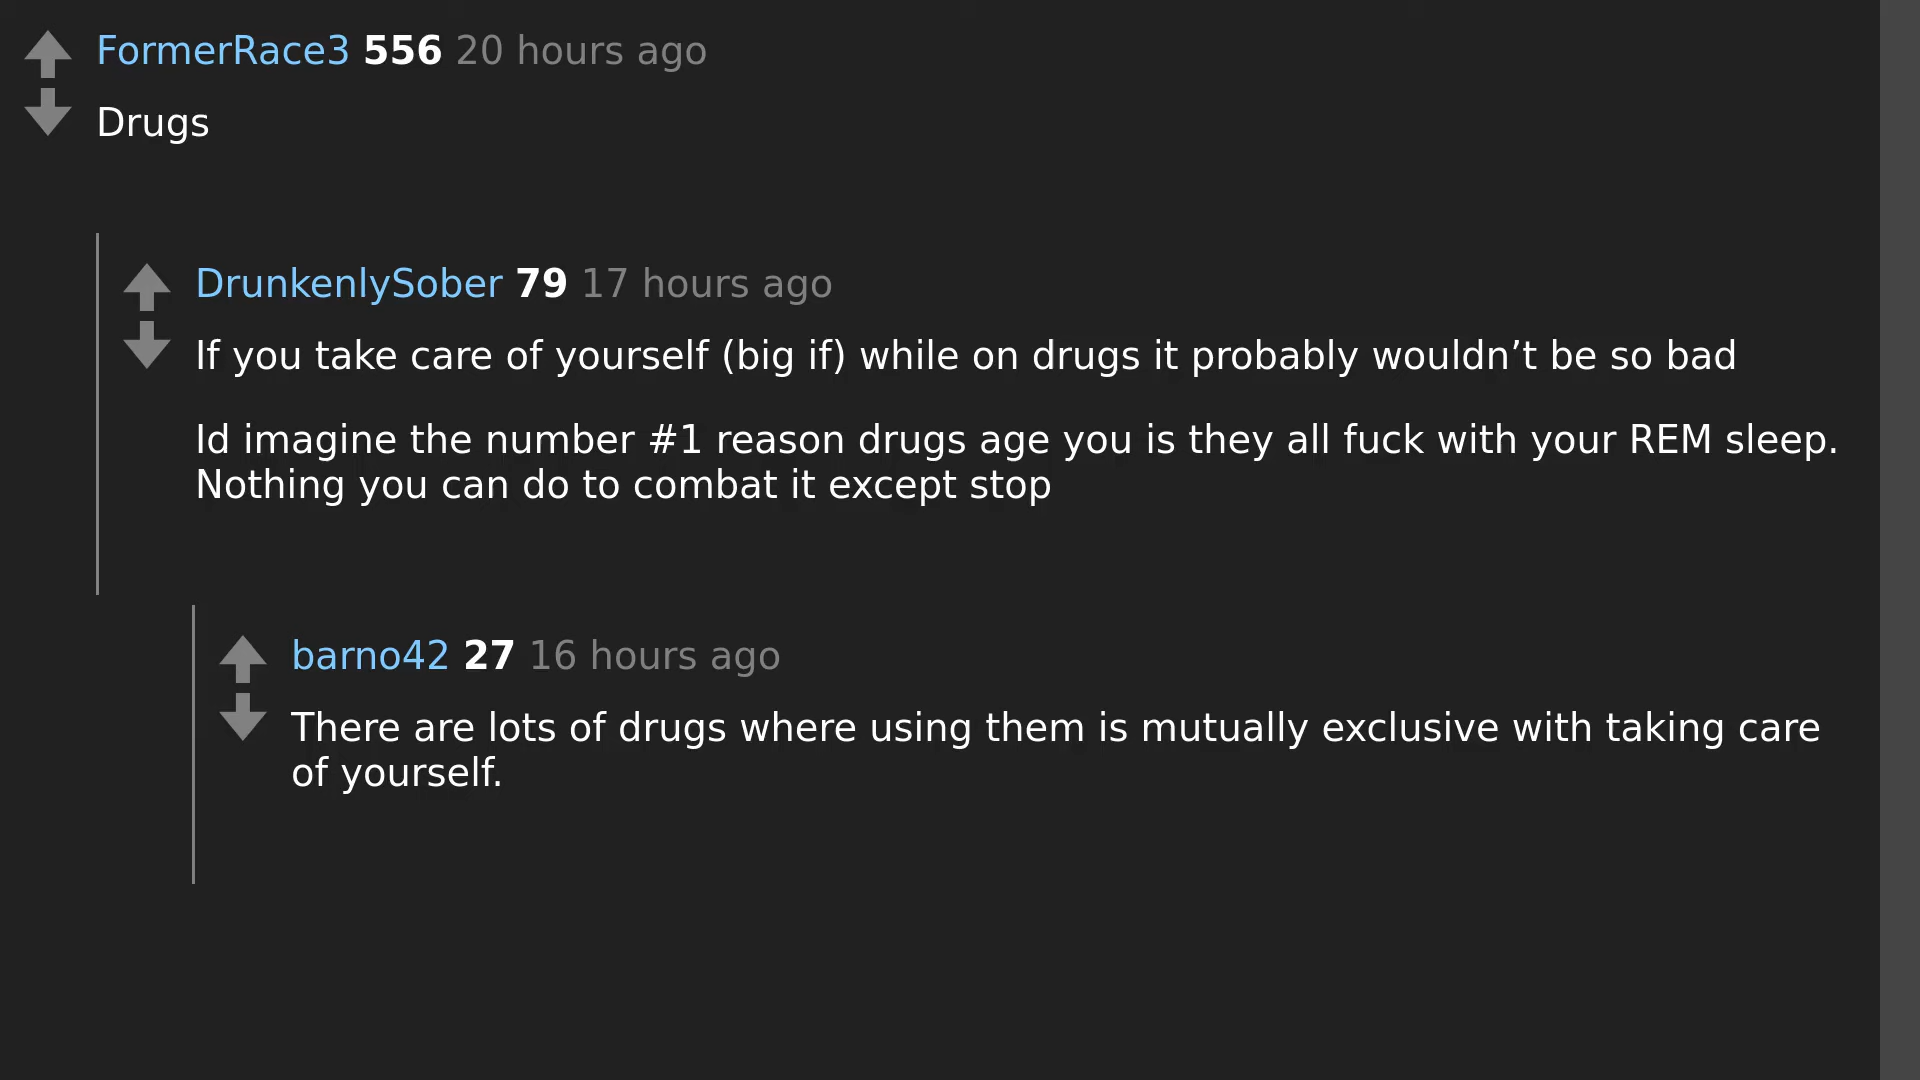 FormerRace3 556 20 hours ago
Drugs
DrunkenlySober 79 17 hours ago
If you take care of yourself (big if) while on drugs it probably wouldn’t be so bad
Id imagine the number #1 reason drugs age you is they all fuck with your REM sleep.
Nothing you can do to combat it except stop
barno42 27 16 hours ago
There are lots of drugs where using them is mutually exclusive with taking care
of yourself.